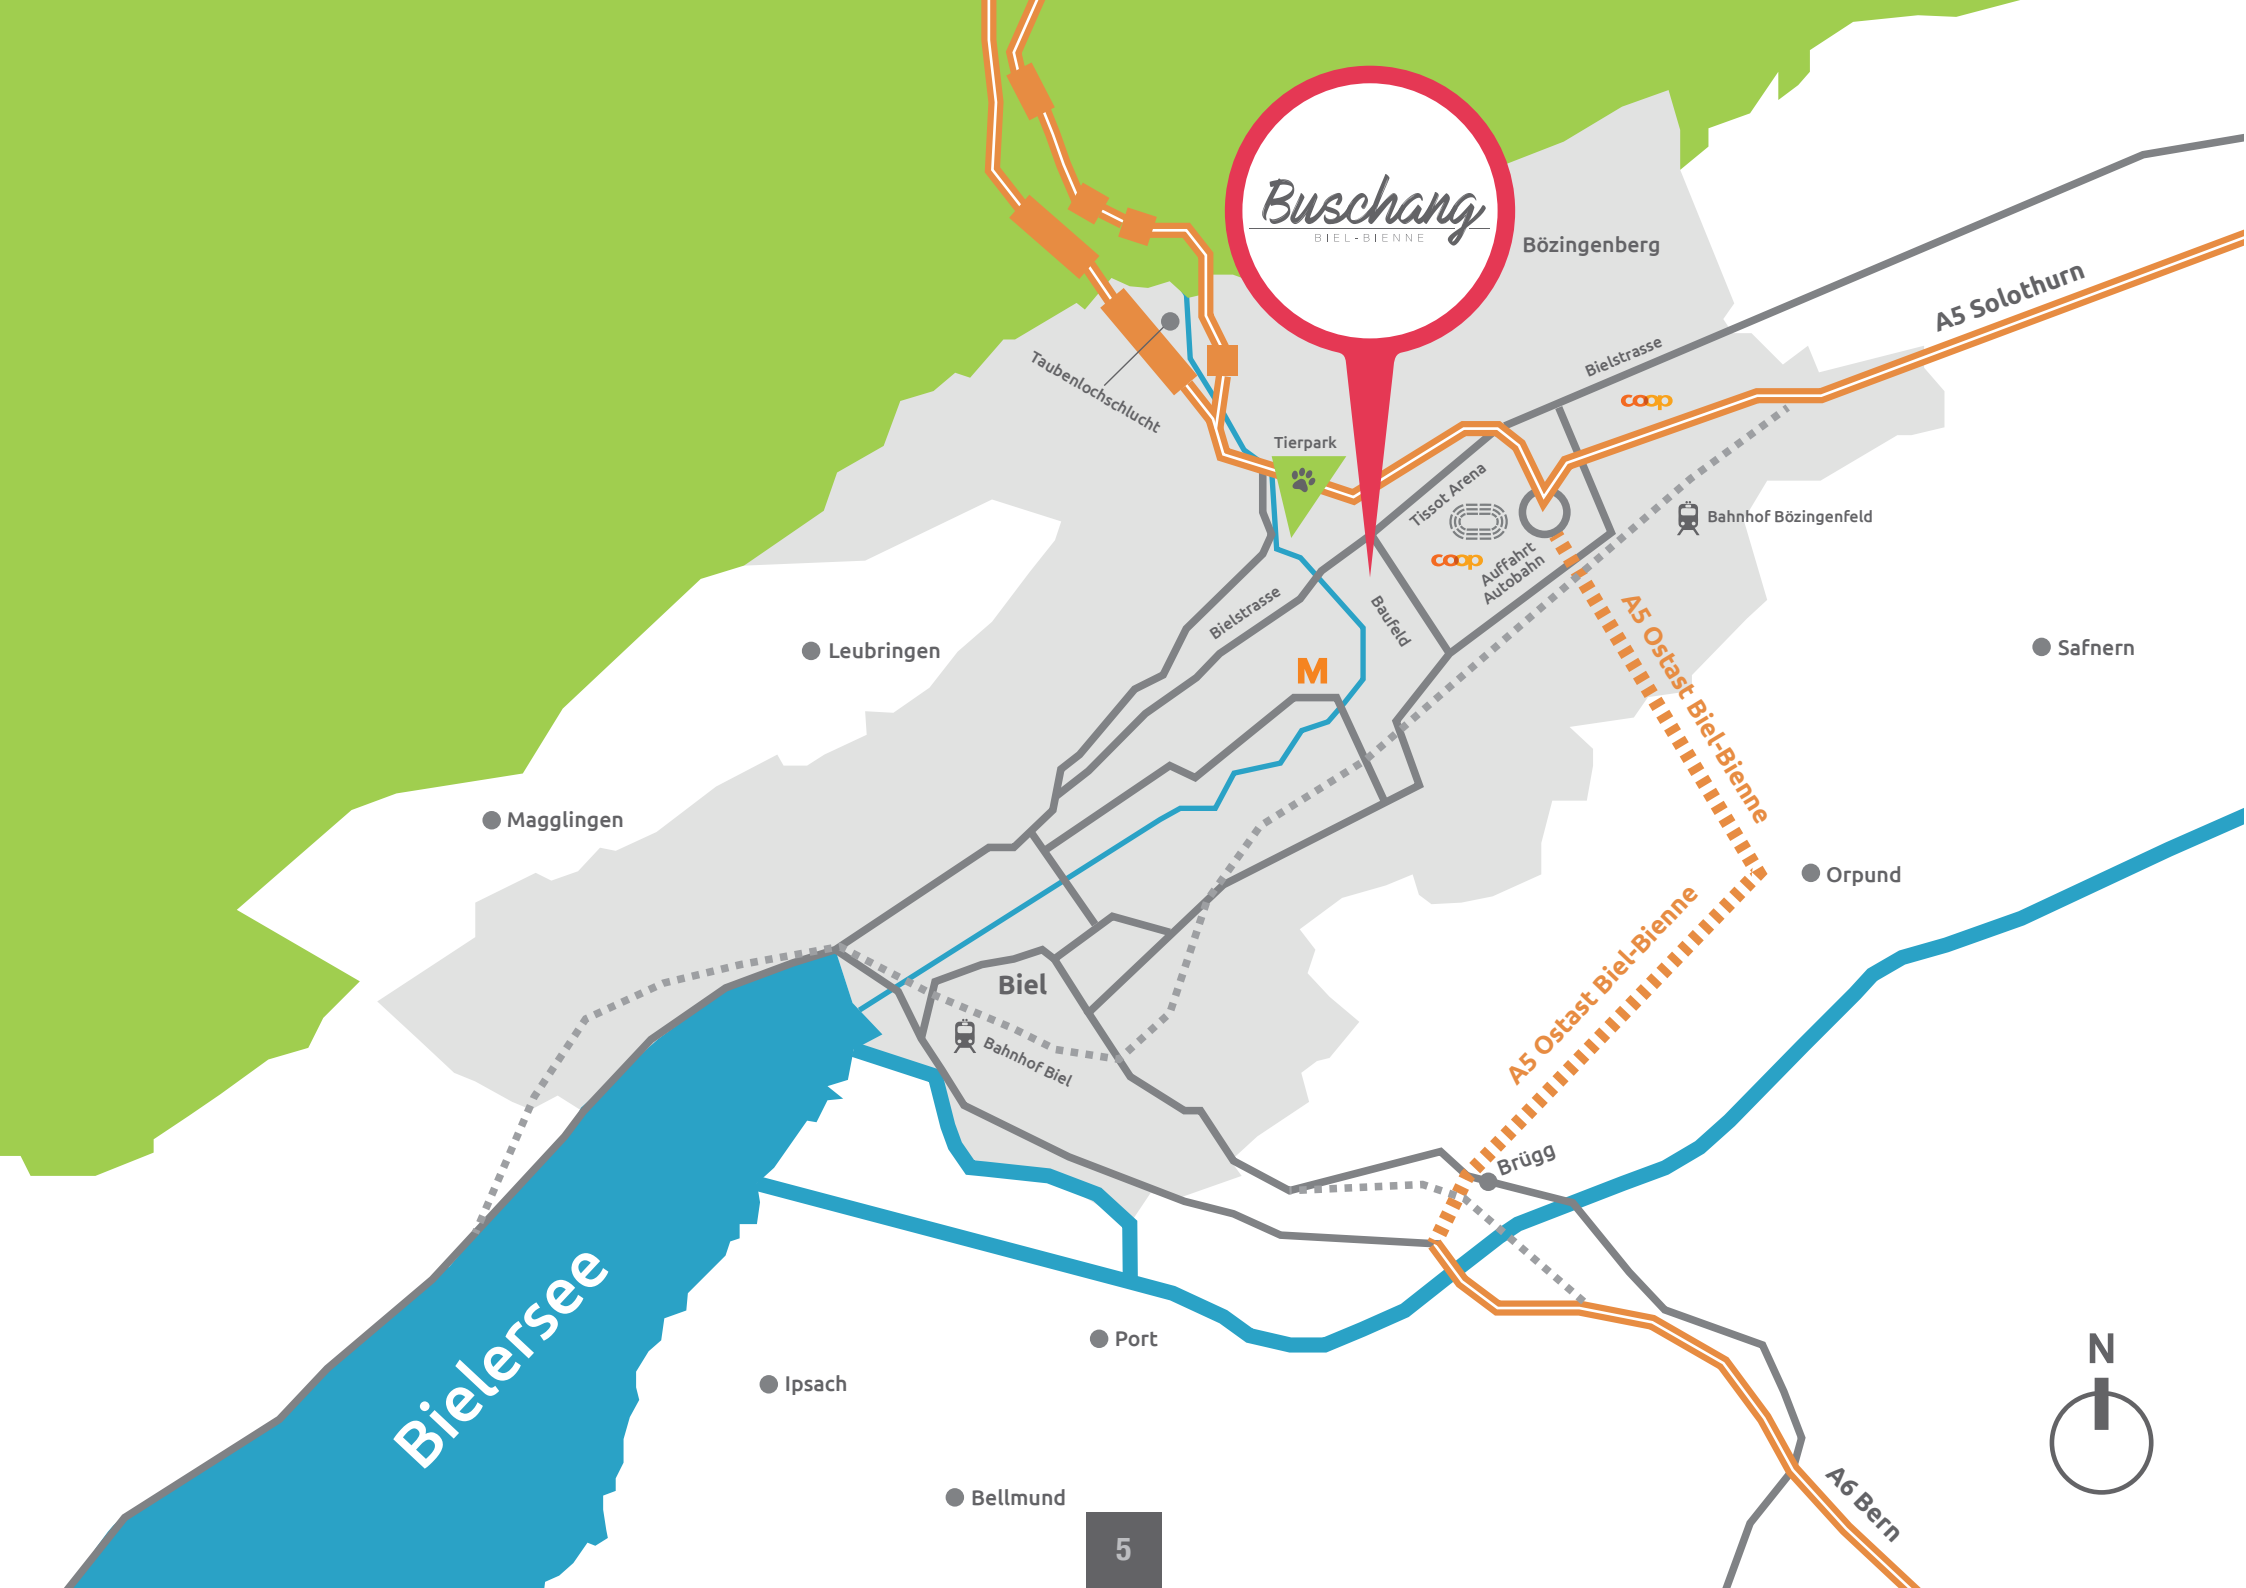 Buschang
BIEL-BIENNE
Bözingenberg
A5 Solothurn
Bielstrasse
Taubenlochschlucht
coop
Tierpark
Tissot Arena
Bahnhof Bözingenfeld
coop
Auffahrt
Autobahn
Bielstrasse
Baufeld
A5 Ostast Biel-Bienne
Leubringen
Safnern
M
Magglingen
Orpund
A5 Ostast Biel-Bienne
Biel
Bahnhof Biel
Brügg
Bielersee
Port
N
Ipsach
Bellmund
A6 Bern
5